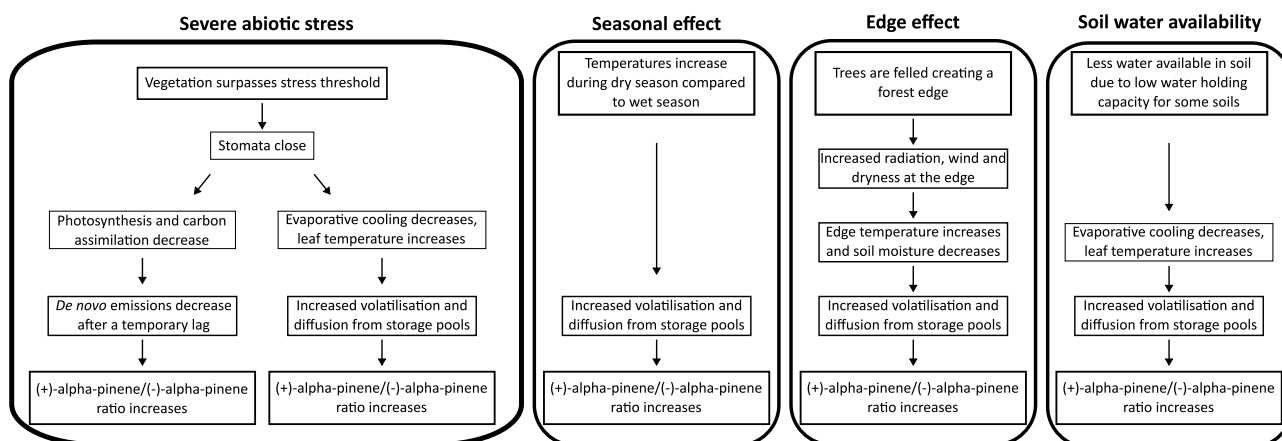 Severe abiotic stress
Vegetation surpasses stress threshold
Stomata close
Photosynthesis and carbon
assimilation decrease
Evaporative cooling decreases,
leaf temperature increases
De novo emissions decrease
after a temporary lag
Increased volatilisation and
diffusion from storage pools
(+)-alpha-pinene/(-)-alpha-pinene
ratio increases
(+)-alpha-pinene/(-)-alpha-pinene
ratio increases
Seasonal effect
Temperatures increase
during dry season compared
to wet season
Increased volatilisation and
diffusion from storage pools
(+)-alpha-pinene/(-)-alpha-pinene
ratio increases
Edge effect
Trees are felled creating a
forest edge
Increased radiation, wind and
dryness at the edge
Edge temperature increases
and soil moisture decreases
Increased volatilisation and
diffusion from storage pools
(+)-alpha-pinene/(-)-alpha-pinene
ratio increases
Soil water availability
Less water available in soil
due to low water holding
capacity for some soils
Evaporative cooling decreases,
leaf temperature increases
Increased volatilisation and
diffusion from storage pools
(+)-alpha-pinene/(-)-alpha-pinene
ratio increases